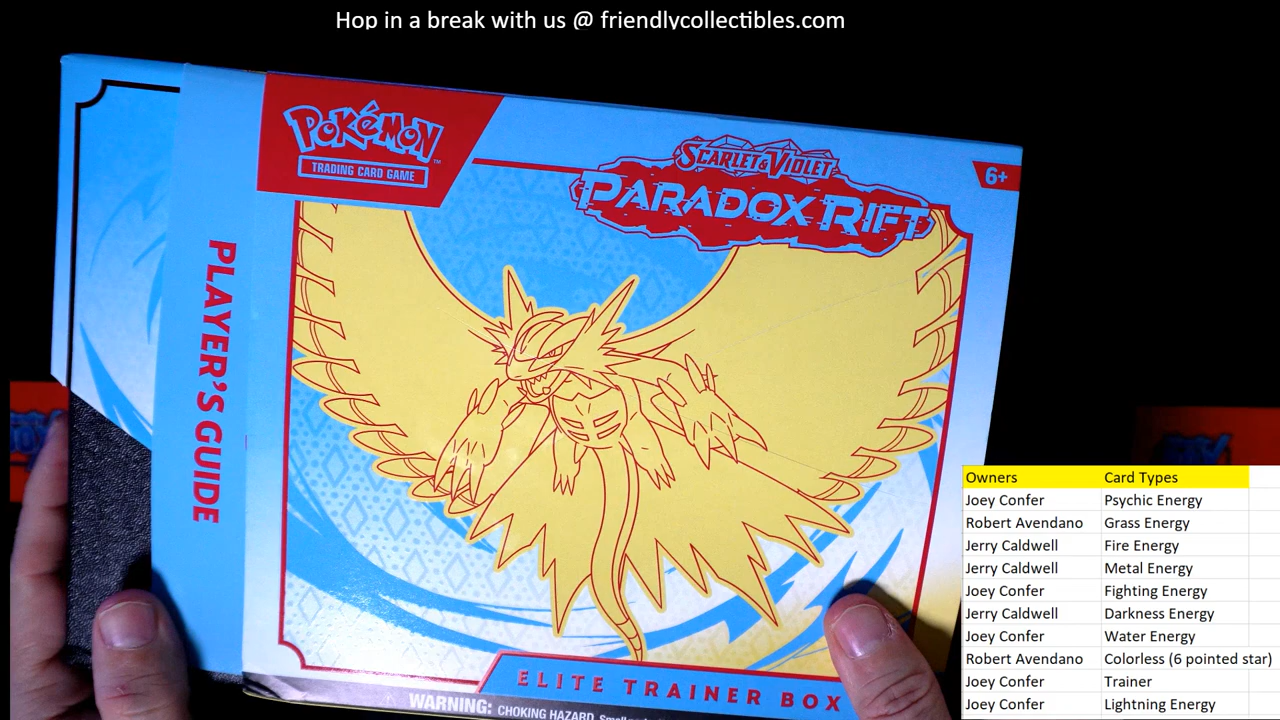 Hop in a break with us @ friendlycollectibles.com
POKÉMON™
TRADING CARD GAME
SCARLET & VIOLET
PARADOX RIFT
6+
PLAYER'S GUIDE
ELITE TRAINER BOX
WARNING: CHOKING HAZARD. Small
Owners Card Types
Joey Confer Psychic Energy
Robert Avendano Grass Energy
Jerry Caldwell Fire Energy
Jerry Caldwell Metal Energy
Joey Confer Fighting Energy
Jerry Caldwell Darkness Energy
Joey Confer Water Energy
Robert Avendano Colorless (6 pointed star)
Joey Confer Trainer
Joey Confer Lightning Energy